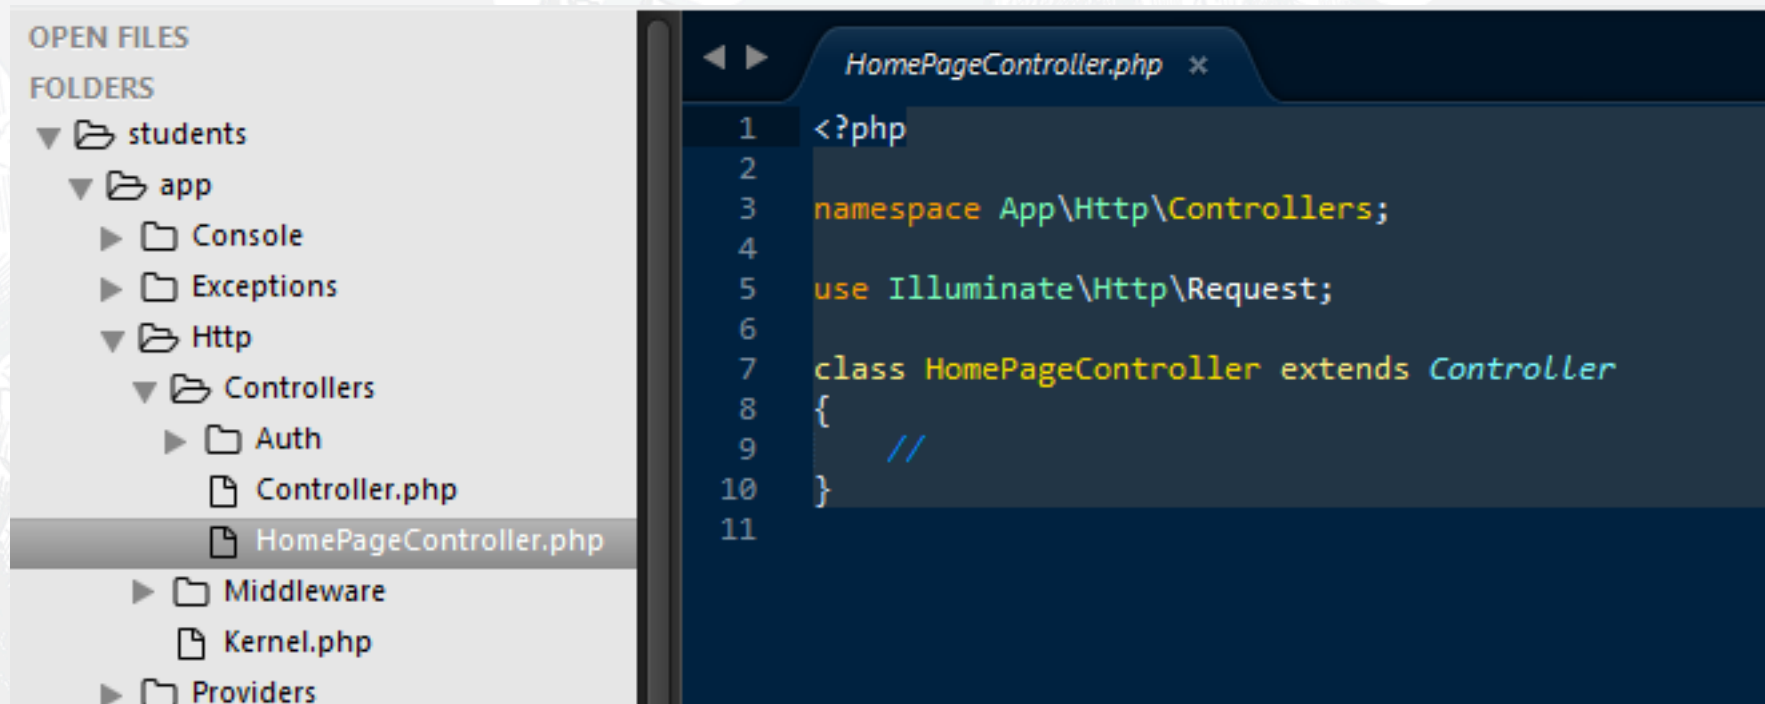 OPEN FILES
FOLDERS
students
app
Console
Exceptions
Http
Controllers
Auth
Controller.php
HomePageController.php
Middleware
Kernel.php
Providers
HomePageController.php ×
1 <?php
2
3 namespace App\Http\Controllers;
4
5 use Illuminate\Http\Request;
6
7 class HomePageController extends Controller
8 {
9     //
10 }
11